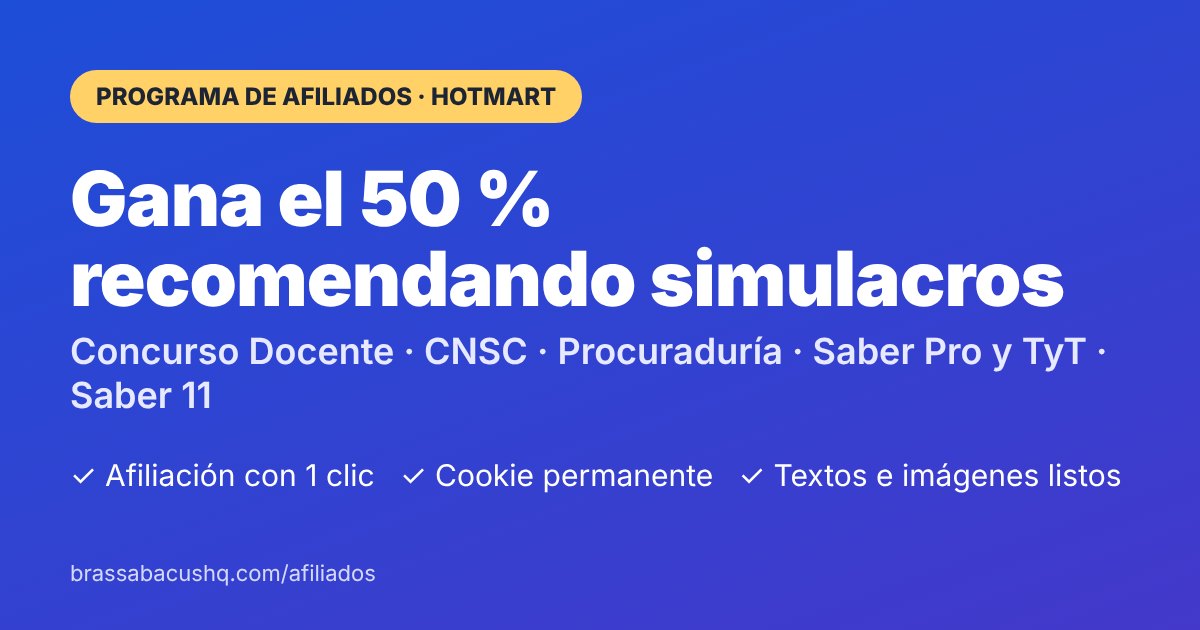 PROGRAMA DE AFILIADOS · HOTMART
Gana el 50 %
recomendando simulacros
Concurso Docente · CNSC · Procuraduría · Saber Pro y TyT ·
Saber 11
✓ Afiliación con 1 clic ✓ Cookie permanente ✓ Textos e imágenes listos
brassabacushq.com/afiliados